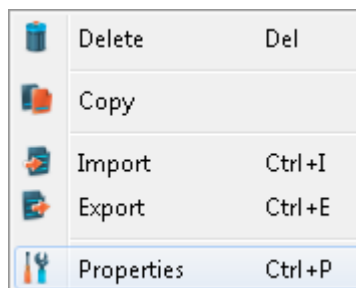 Delete Del
Copy
Import Ctrl+I
Export Ctrl+E
Properties Ctrl+P